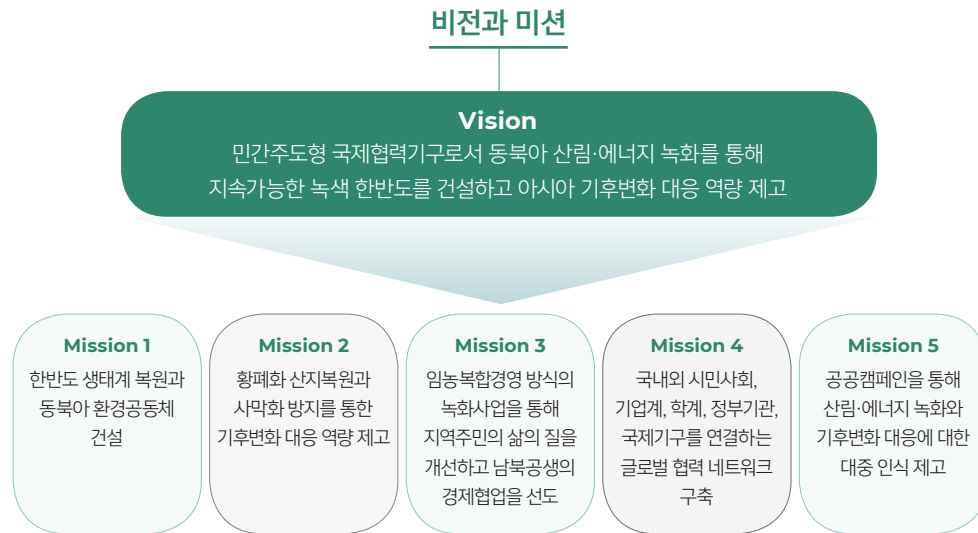 비전과 미션
Vision
민간주도형 국제협력기구로서 동북아 산림·에너지 녹화를 통해
지속가능한 녹색 한반도를 건설하고 아시아 기후변화 대응 역량 제고
Mission 1
한반도 생태계 복원과
동북아 환경공동체
건설
Mission 2
황폐화 산지복원과
사막화 방지를 통한
기후변화 대응 역량 제고
Mission 3
임농복합경영 방식의
녹화사업을 통해
지역주민의 삶의 질을
개선하고 남북공생의
경제협업을 선도
Mission 4
국내외 시민사회,
기업계, 학계, 정부기관,
국제기구를 연결하는
글로벌 협력 네트워크
구축
Mission 5
공공캠페인을 통해
산림·에너지 녹화와
기후변화 대응에 대한
대중 인식 제고